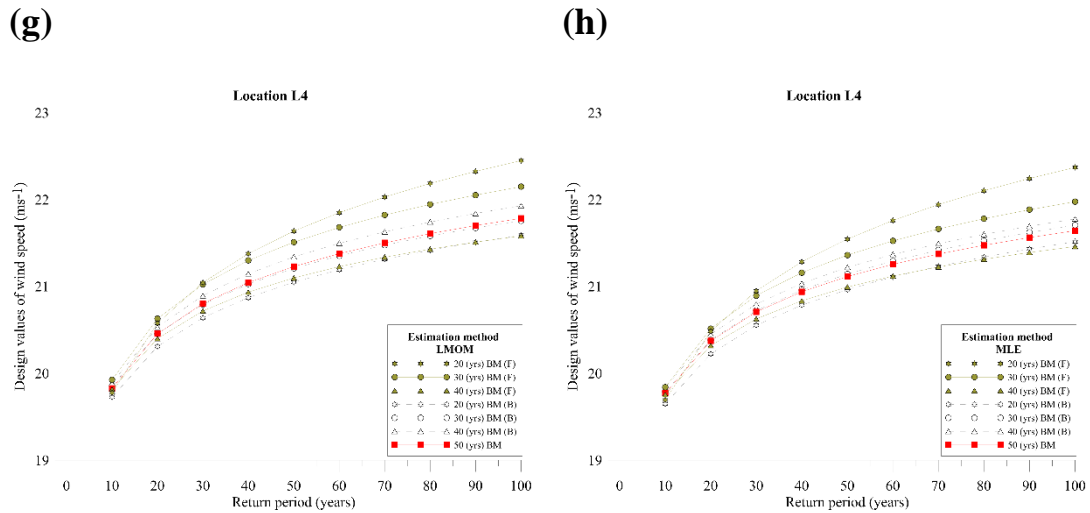 (g)
Location L4
Design values of wind speed (ms-1)
23
22
21
20
19
0 10 20 30 40 50 60 70 80 90 100
Return period (years)
Estimation method
LMOM
20 (yrs) BM (F)
30 (yrs) BM (F)
40 (yrs) BM (F)
20 (yrs) BM (B)
30 (yrs) BM (B)
40 (yrs) BM (B)
50 (yrs) BM
(h)
Location L4
Design values of wind speed (ms-1)
23
22
21
20
19
0 10 20 30 40 50 60 70 80 90 100
Return period (years)
Estimation method
MLE
20 (yrs) BM (F)
30 (yrs) BM (F)
40 (yrs) BM (F)
20 (yrs) BM (B)
30 (yrs) BM (B)
40 (yrs) BM (B)
50 (yrs) BM